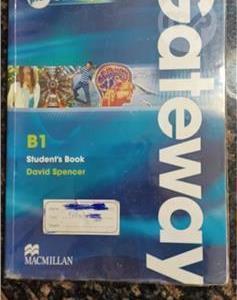 Gateway
B1
Student's Book
David Spencer
MACMILLAN